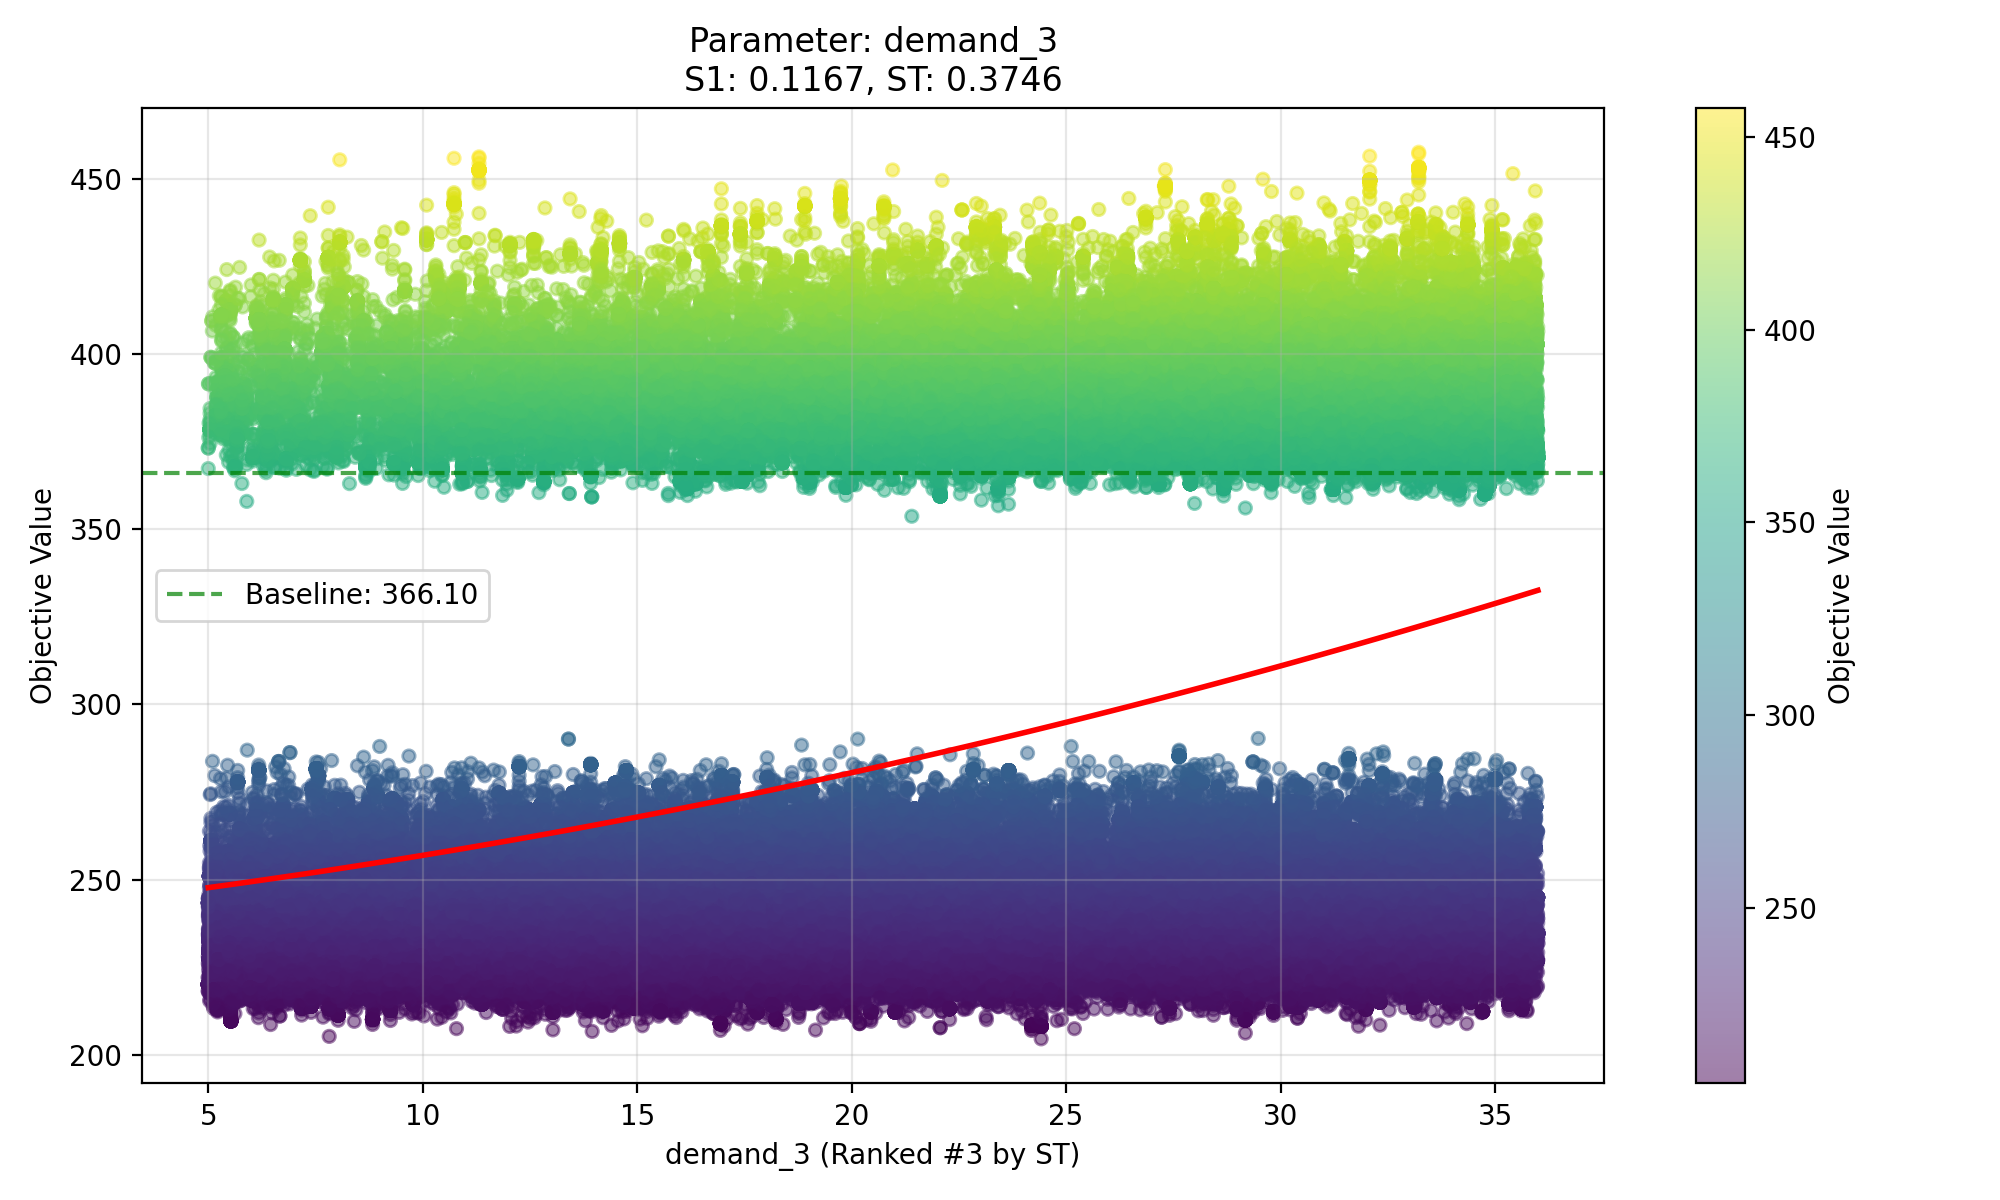 Parameter: demand_3
S1: 0.1167, ST: 0.3746
Objective Value
450
400
350
300
250
200
Baseline: 366.10
5 10 15 20 25 30 35
demand_3 (Ranked #3 by ST)
450
400
350
300
250
Objective Value